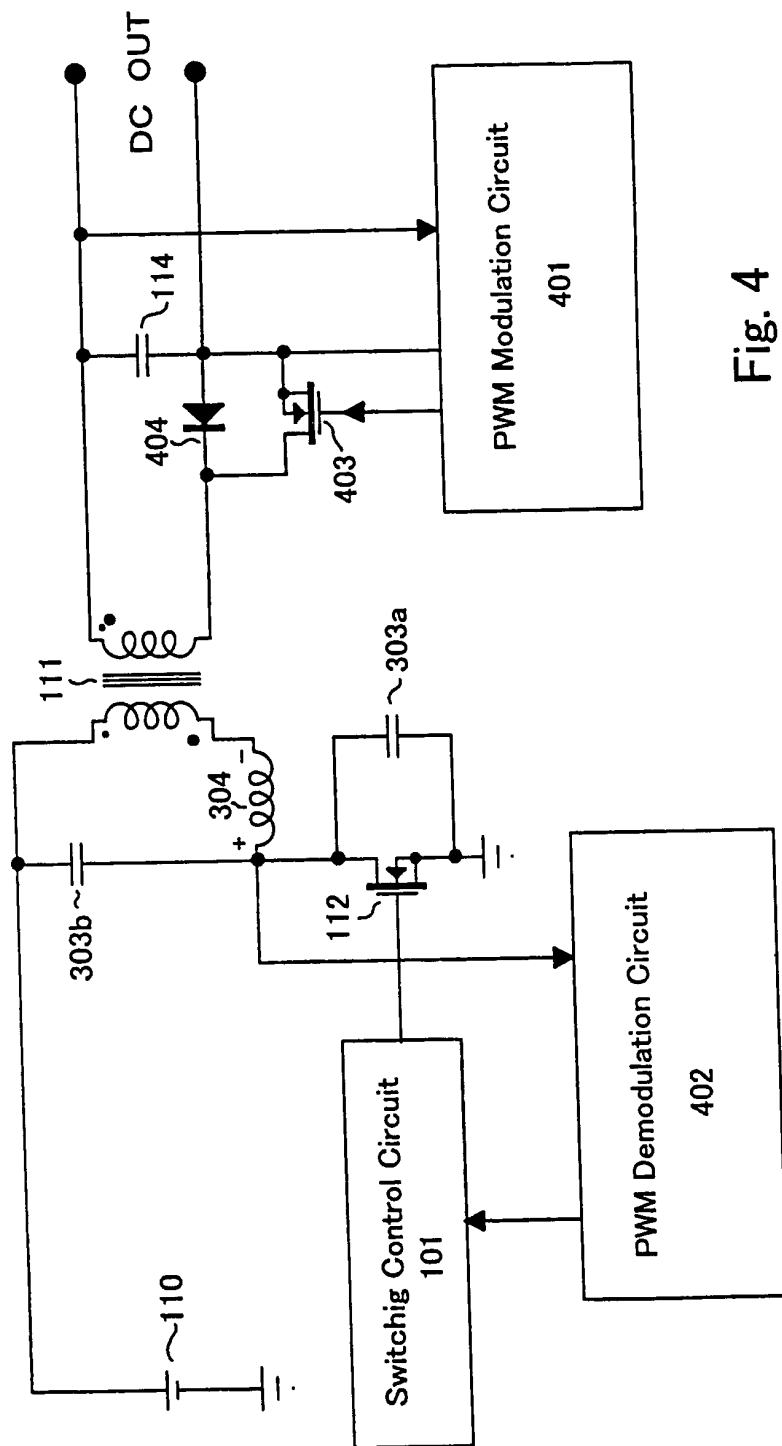 110
303b
111
304
+
−
303a
112
114
404
403
DC OUT
Switchig Control Circuit
101
PWM Demodulation Circuit
402
PWM Modulation Circuit
401
Fig. 4